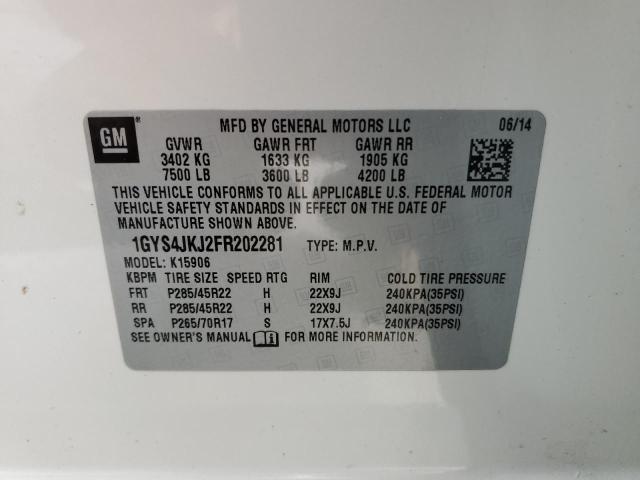 GM ® MFD BY GENERAL MOTORS LLC 06/14
GVWR GAWR FRT GAWR RR
3402 KG 1633 KG 1905 KG
7500 LB 3600 LB 4200 LB
THIS VEHICLE CONFORMS TO ALL APPLICABLE U.S. FEDERAL MOTOR
VEHICLE SAFETY STANDARDS IN EFFECT ON THE DATE OF
MANUFACTURE SHOWN ABOVE.
1GYS4JKJ2FR202281 TYPE: M.P.V.
MODEL: K15906
KBPM TIRE SIZE SPEED RTG RIM COLD TIRE PRESSURE
FRT P285/45R22 H 22X9J 240KPA(35PSI)
RR P285/45R22 H 22X9J 240KPA(35PSI)
SPA P265/70R17 S 17X7.5J 240KPA(35PSI)
SEE OWNER'S MANUAL FOR MORE INFORMATION.